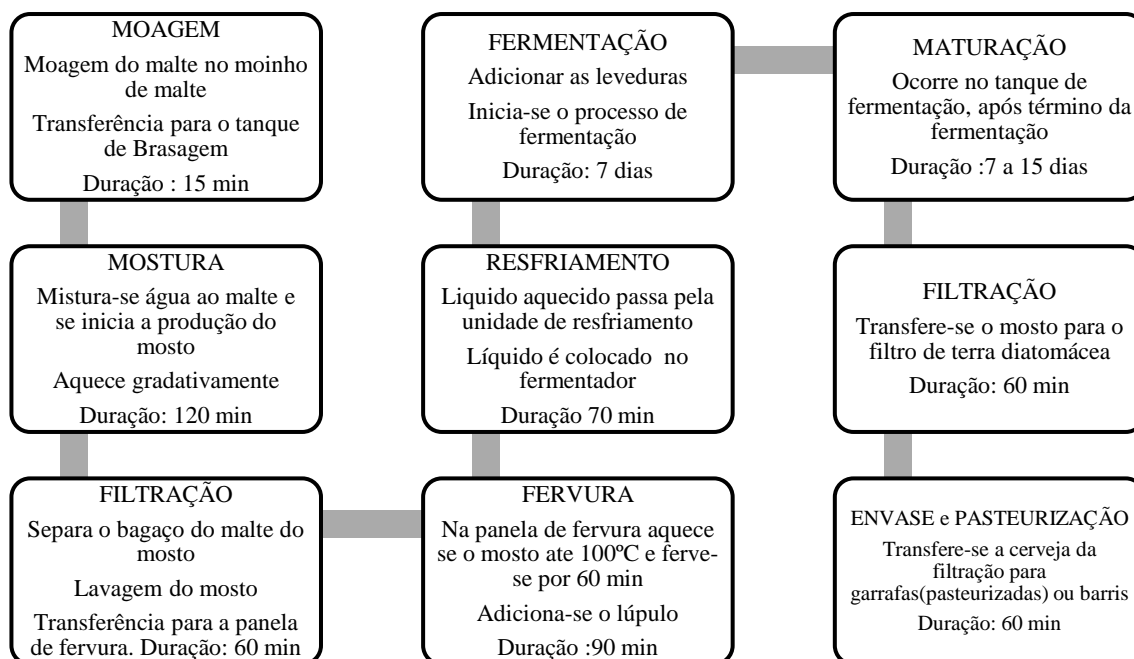 MOAGEM
Moagem do malte no moinho
de malte
Transferência para o tanque
de Brasagem
Duração : 15 min
MOSTURA
Mistura-se água ao malte e
se inicia a produção do
mosto
Aquece gradativamente
Duração: 120 min
FILTRAÇÃO
Separa o bagaço do malte do
mosto
Lavagem do mosto
Transferência para a panela
de fervura. Duração: 60 min
FERVURA
Na panela de fervura aquece
se o mosto ate 100ºC e ferve-
se por 60 min
Adiciona-se o lúpulo
Duração :90 min
RESFRIAMENTO
Liquido aquecido passa pela
unidade de resfriamento
Líquido é colocado no
fermentador
Duração 70 min
FERMENTAÇÃO
Adicionar as leveduras
Inicia-se o processo de
fermentação
Duração: 7 dias
MATURAÇÃO
Ocorre no tanque de
fermentação, após término da
fermentação
Duração :7 a 15 dias
FILTRAÇÃO
Transfere-se o mosto para o
filtro de terra diatomácea
Duração: 60 min
ENVASE e PASTEURIZAÇÃO
Transfere-se a cerveja da
filtração para
garrafas(pasteurizadas) ou barris
Duração: 60 min